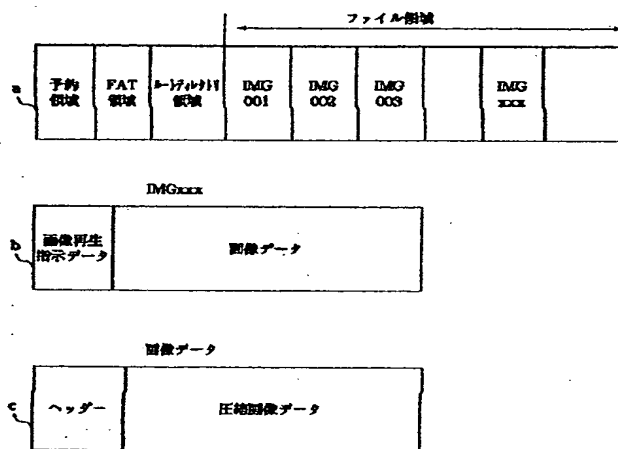 ファイル領域
a
予約
領域
FAT
領域
ルートディレクトリ
領域
IMG
001
IMG
002
IMG
003
IMG
xxx
IMGxxx
b
画像再生
指示データ
画像データ
画像データ
c
ヘッダー
圧縮画像データ